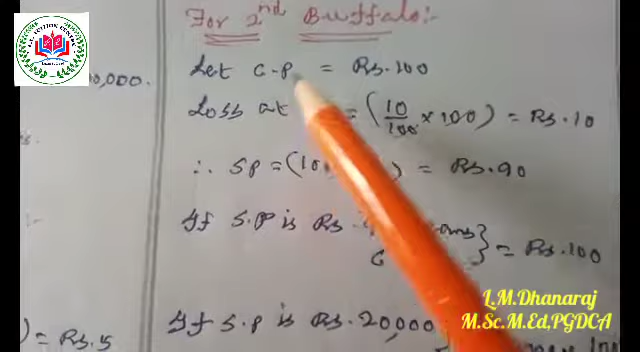 For 2nd Buffalo:-
00,000.
Let C.P = Rs.100
Loss at = (10/100 × 100) = Rs.10
∴ S.P = (10 ) = Rs.90
If S.P is Rs.
C } = Rs.100
) = Rs.5
If S.P is Rs.20,000
L.M.Dhanaraj
M.Sc.M.Ed,PGDCA